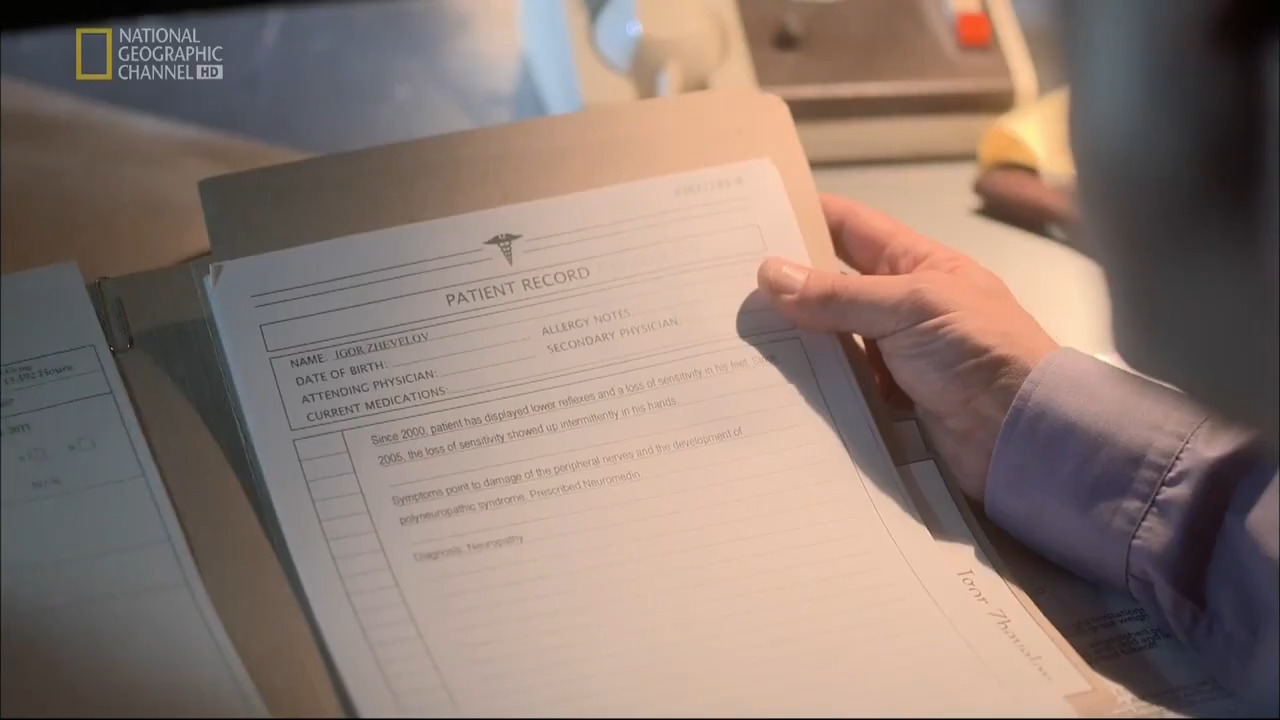 NATIONAL
GEOGRAPHIC
CHANNEL HD
PATIENT RECORD
NAME: IGOR ZHEVELOV
DATE OF BIRTH:
ATTENDING PHYSICIAN:
CURRENT MEDICATIONS:
ALLERGY NOTES:
SECONDARY PHYSICIAN:
Since 2000, patient has displayed lower reflexes and a loss of sensitivity in his feet. Since
2005, the loss of sensitivity showed up intermittently in his hands.
Symptoms point to damage of the peripheral nerves and the development of
polyneuropathic syndrome. Prescribed Neuromedin.
Diagnosis: Neuropathy